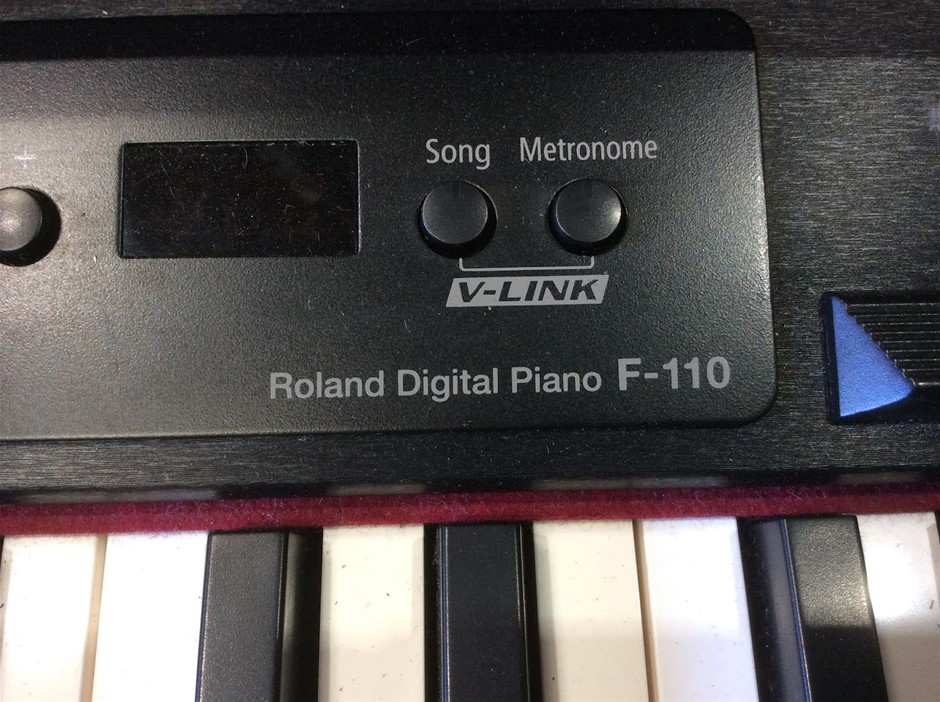 +
Song Metronome
V-LINK
Roland Digital Piano F-110